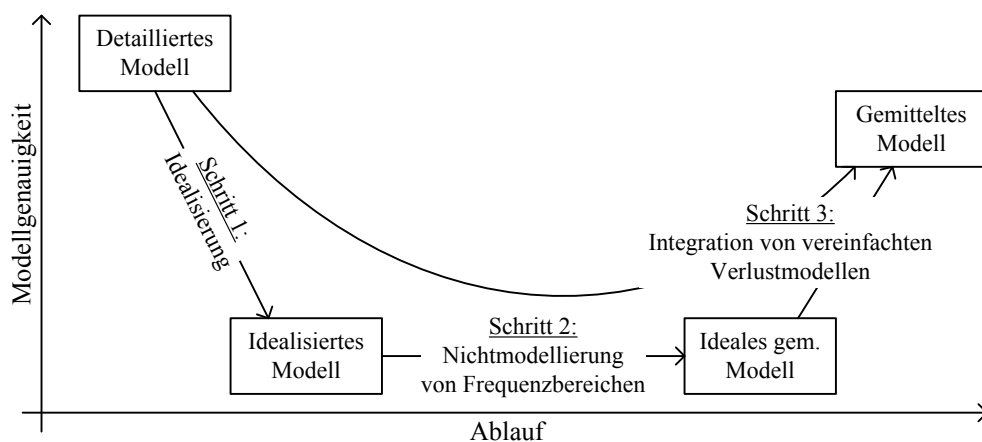 Detailliertes
Modell
Modellgenauigkeit
Schritt 1:
Idealisierung
Gemitteltes
Modell
Schritt 3:
Integration von vereinfachten
Verlustmodellen
Idealisiertes
Modell
Schritt 2:
Nichtmodellierung
von Frequenzbereichen
Ideales gem.
Modell
Ablauf